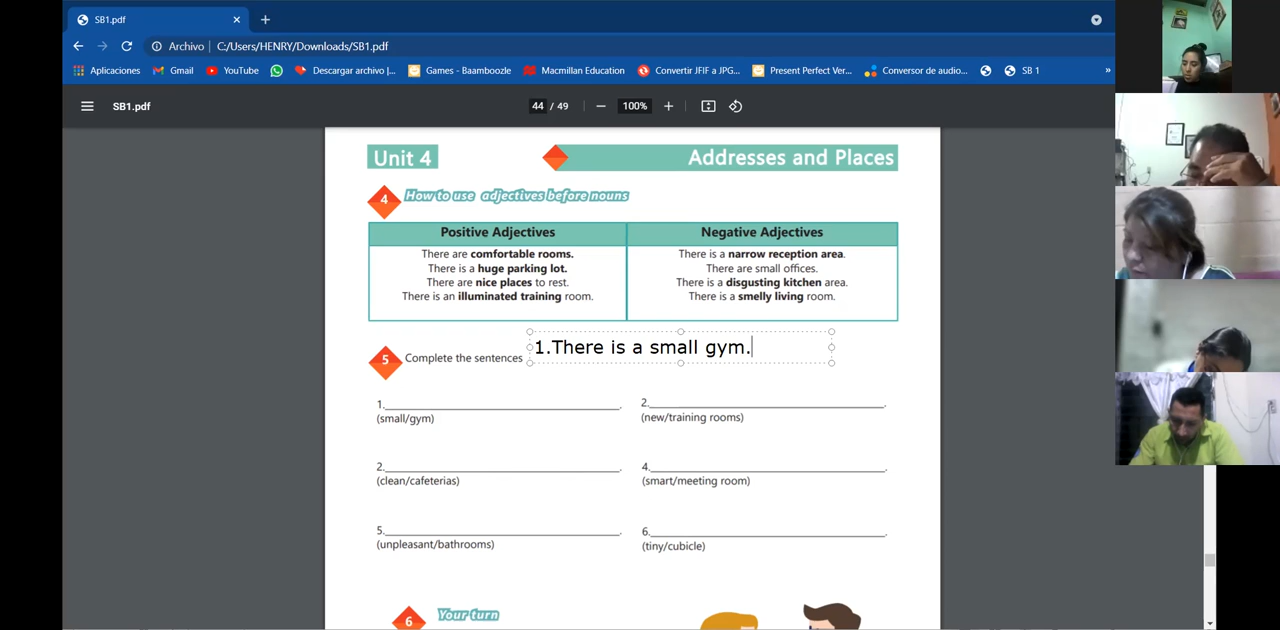 SB1.pdf
Archivo | C:/Users/HENRY/Downloads/SB1.pdf
Aplicaciones Gmail YouTube Descargar archivo |... Games - Baamboozle Macmillan Education Convertir JFIF a JPG... Present Perfect Ver... Conversor de audio... SB 1 »
SB1.pdf 44 / 49 100%
Unit 4 Addresses and Places
4 How to use adjectives before nouns
Positive Adjectives Negative Adjectives
There are comfortable rooms. There is a narrow reception area.
There is a huge parking lot. There are small offices.
There are nice places to rest. There is a disgusting kitchen area.
There is an illuminated training room. There is a smelly living room.
1.There is a small gym.
5 Complete the sentences
1.______________________. 2.______________________.
(small/gym) (new/training rooms)
2.______________________. 4.______________________.
(clean/cafeterias) (smart/meeting room)
5.______________________. 6.______________________.
(unpleasant/bathrooms) (tiny/cubicle)
6 Your turn